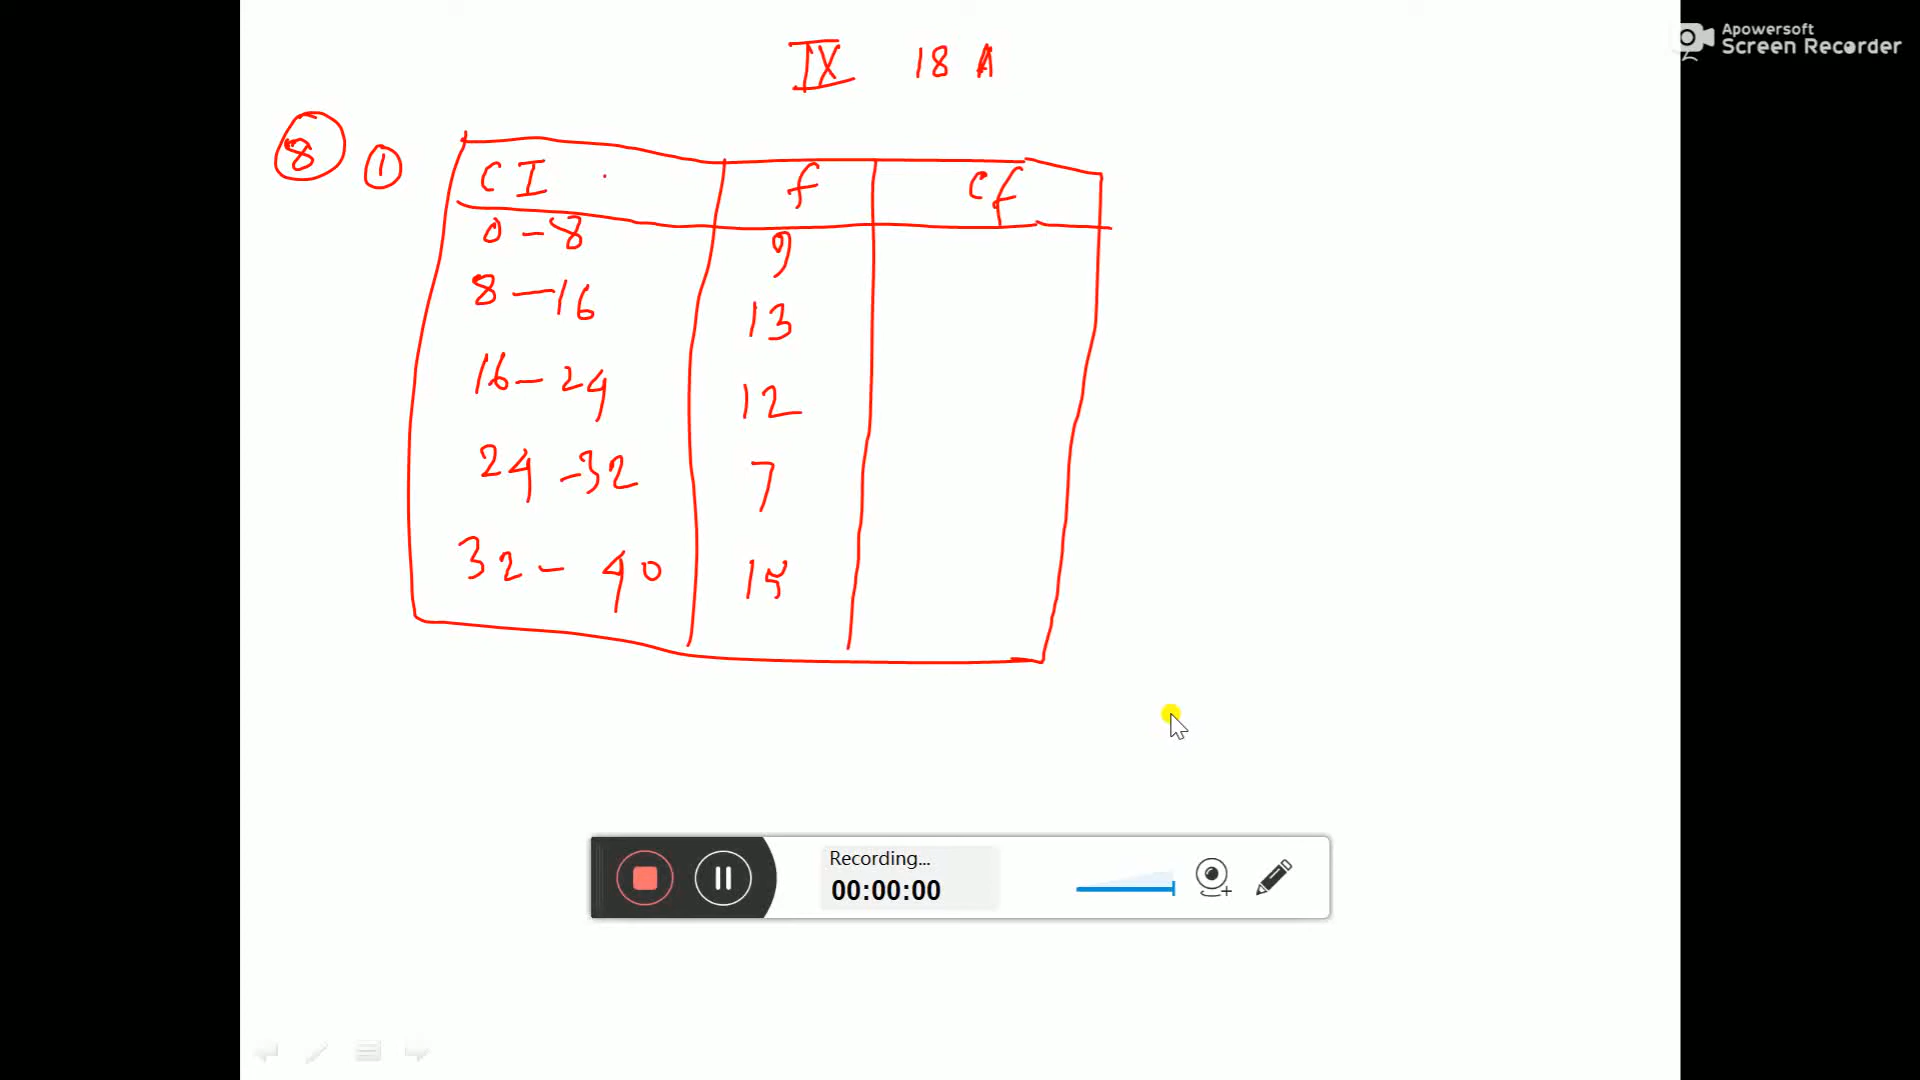 Apowersoft
Screen Recorder
IX 18 A
8 1
CI f cf
0-8 9
8-16 13
16-24 12
24-32 7
32-40 15
Recording...
00:00:00